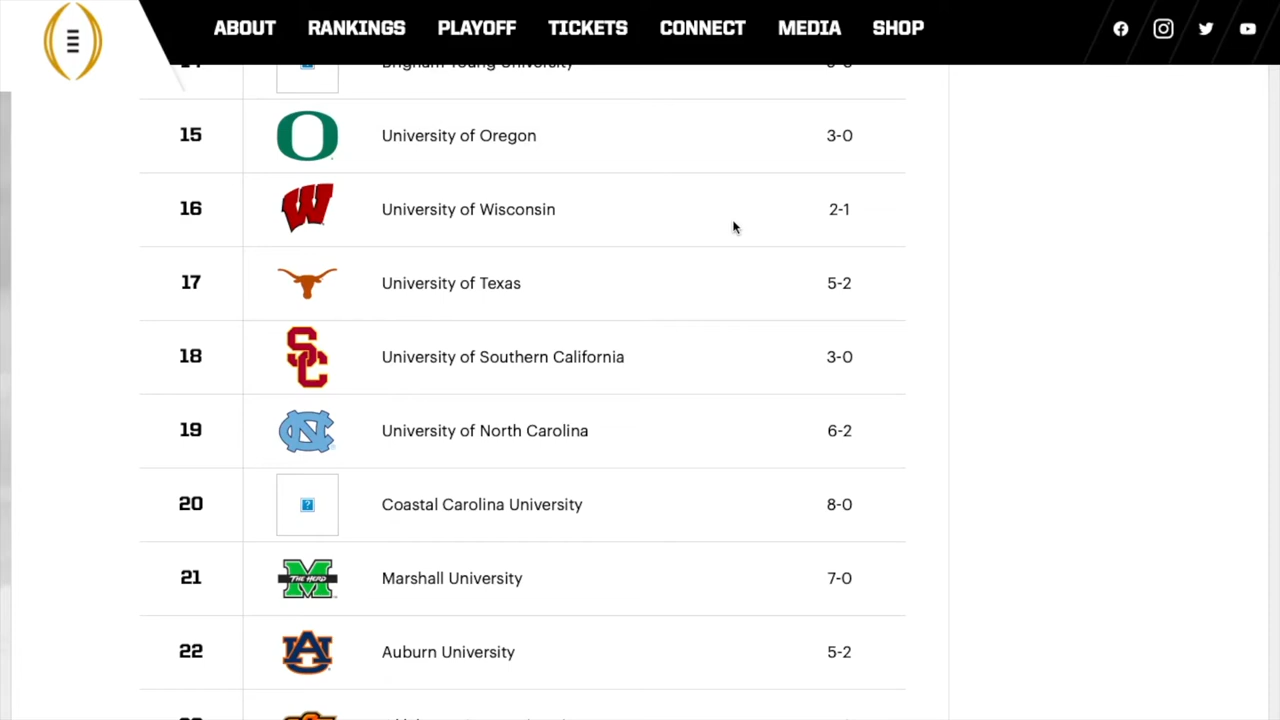 ABOUT RANKINGS PLAYOFF TICKETS CONNECT MEDIA SHOP
Brigham Young University
15 University of Oregon 3-0
16 University of Wisconsin 2-1
17 University of Texas 5-2
18 University of Southern California 3-0
19 University of North Carolina 6-2
20 Coastal Carolina University 8-0
21 THE HERD Marshall University 7-0
22 Auburn University 5-2